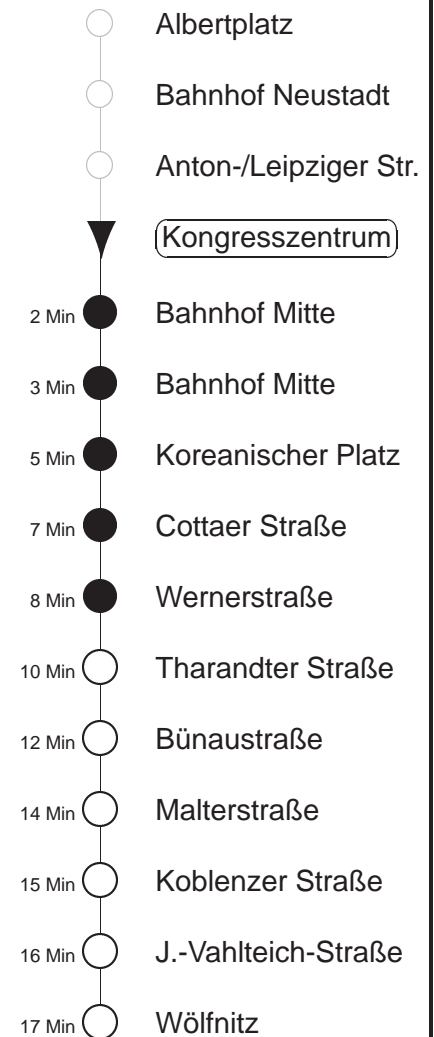 Albertplatz
Bahnhof Neustadt
Anton-/Leipziger Str.
Kongresszentrum
2 Min Bahnhof Mitte
3 Min Bahnhof Mitte
5 Min Koreanischer Platz
7 Min Cottaer Straße
8 Min Wernerstraße
10 Min Tharandter Straße
12 Min Bünaustraße
14 Min Malterstraße
15 Min Koblenzer Straße
16 Min J.-Vahlteich-Straße
17 Min Wölfnitz